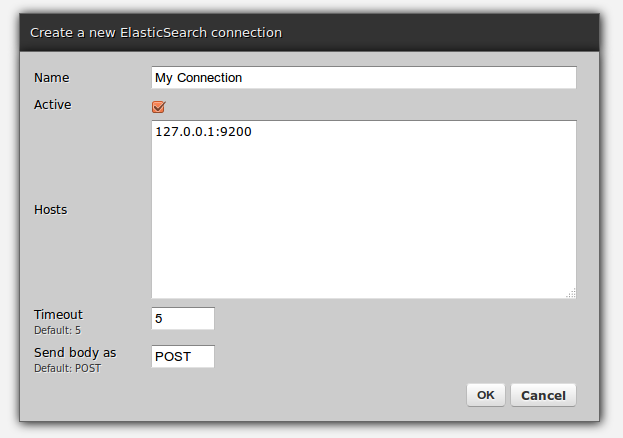 Create a new ElasticSearch connection
Name My Connection
Active
127.0.0.1:9200
Hosts
Timeout 5
Default: 5
Send body as POST
Default: POST
OK Cancel